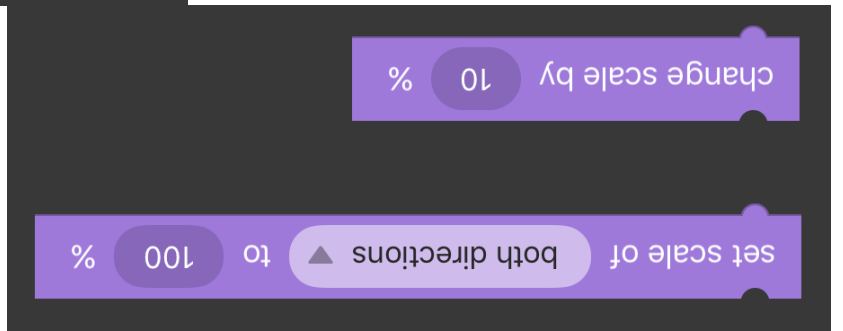 set scale of both directions to 100 %
change scale by 10 %